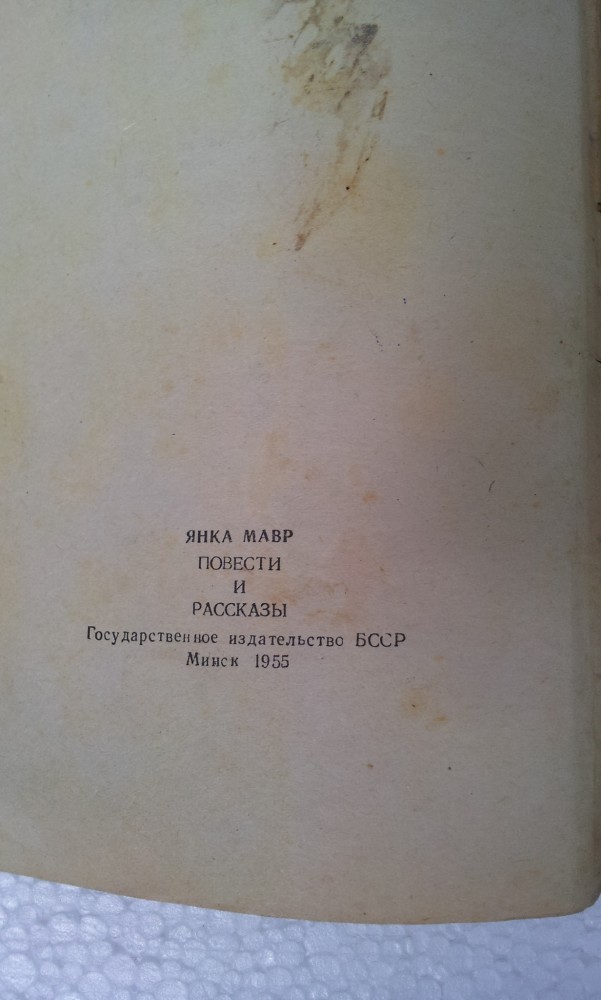 ЯНКА МАВР
ПОВЕСТИ
И
РАССКАЗЫ
Государственное издательство БССР
Минск 1955